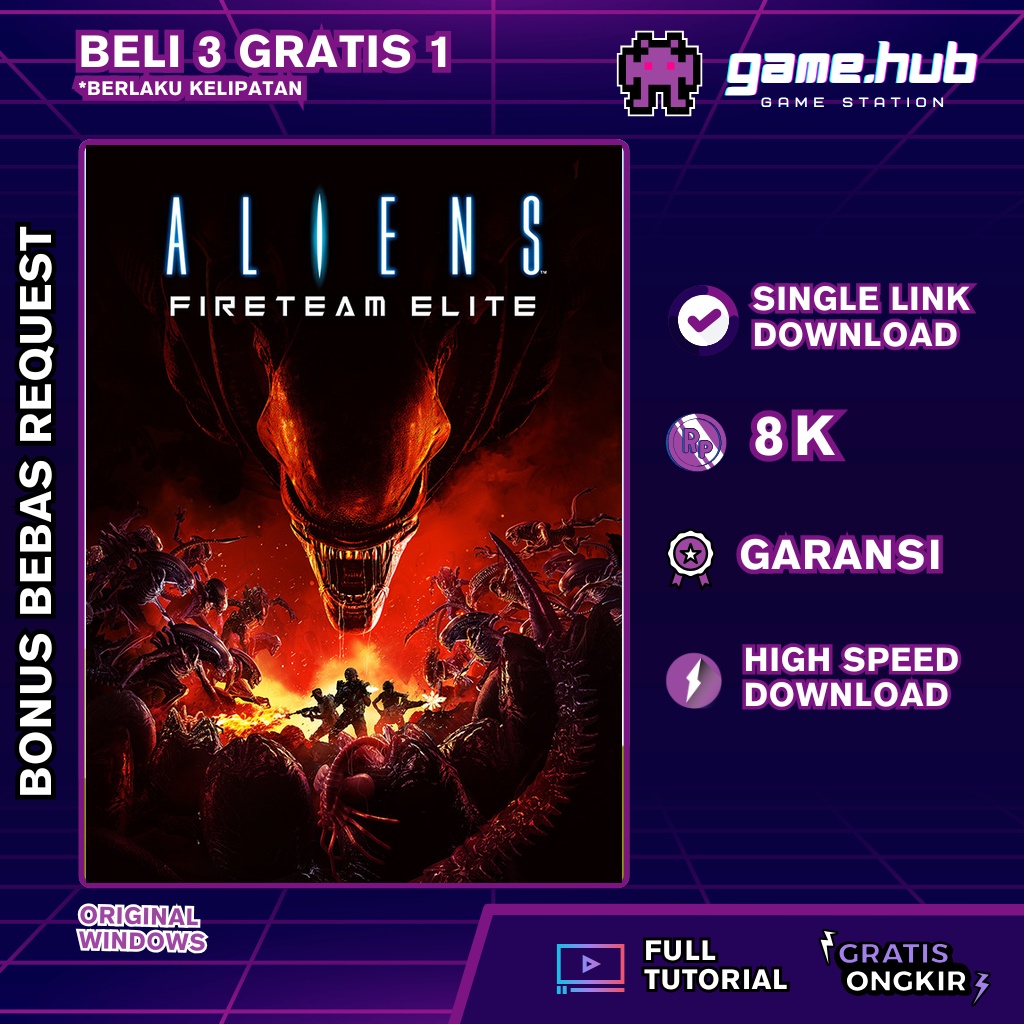 BELI 3 GRATIS 1
*BERLAKU KELIPATAN
game.hub
GAME STATION
BONUS BEBAS REQUEST
ALIENS™
FIRETEAM ELITE
SINGLE LINK
DOWNLOAD
Rp
8K
GARANSI
HIGH SPEED
DOWNLOAD
ORIGINAL
WINDOWS
FULL
TUTORIAL
GRATIS
ONGKIR